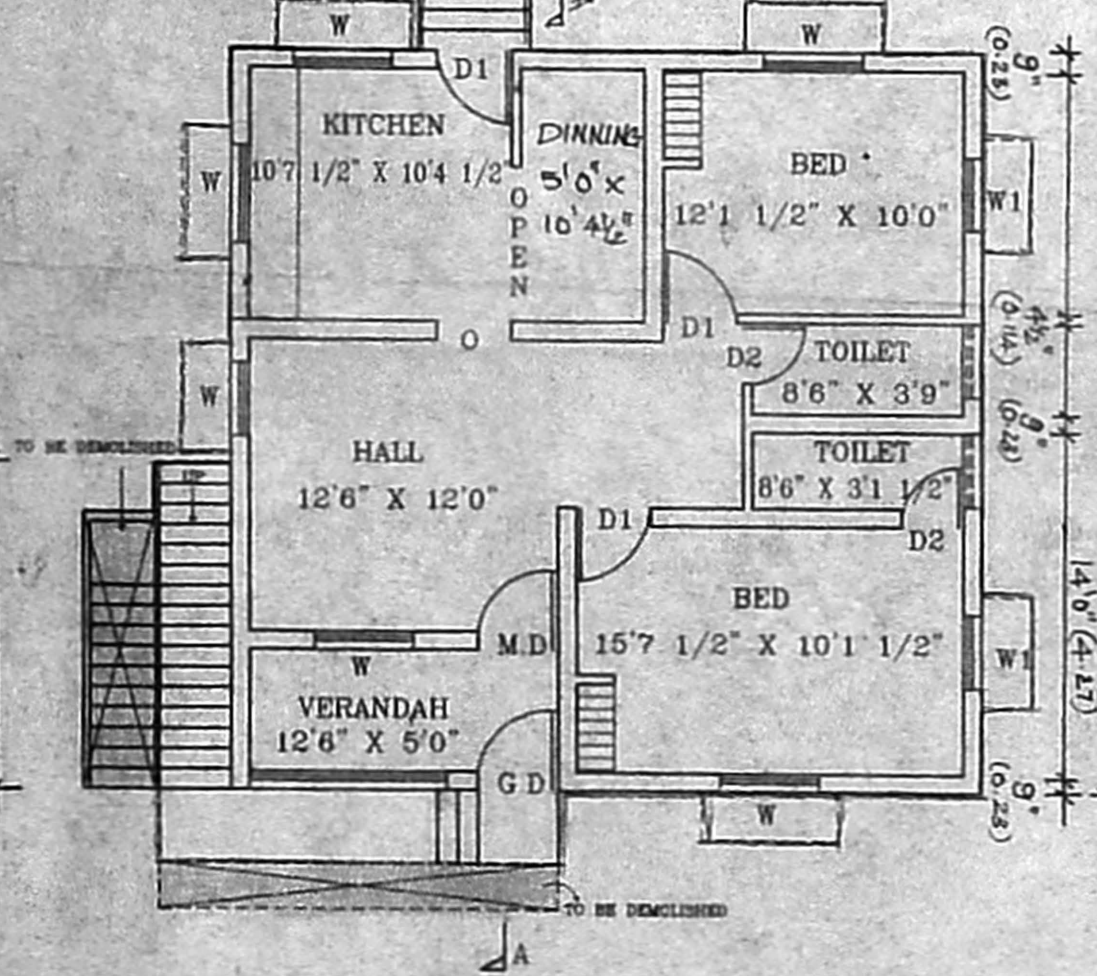 W
W
D1
9"
(0.23)
KITCHEN
10'7 1/2" X 10'4 1/2"
DINNING
5'0" X
10'4½"
OPEN
BED
12'1 1/2" X 10'0"
W
W1
O
D1
D2
TOILET
8'6" X 3'9"
4½"
(0.114)
W
TO BE DEMOLISHED
UP
HALL
12'6" X 12'0"
TOILET
8'6" X 3'1 1/2"
9"
(0.23)
D1
D2
BED
15'7 1/2" X 10'1 1/2"
14'0" (4.27)
M.D
W
W1
VERANDAH
12'6" X 5'0"
G D
W
9"
(0.23)
TO BE DEMOLISHED
A